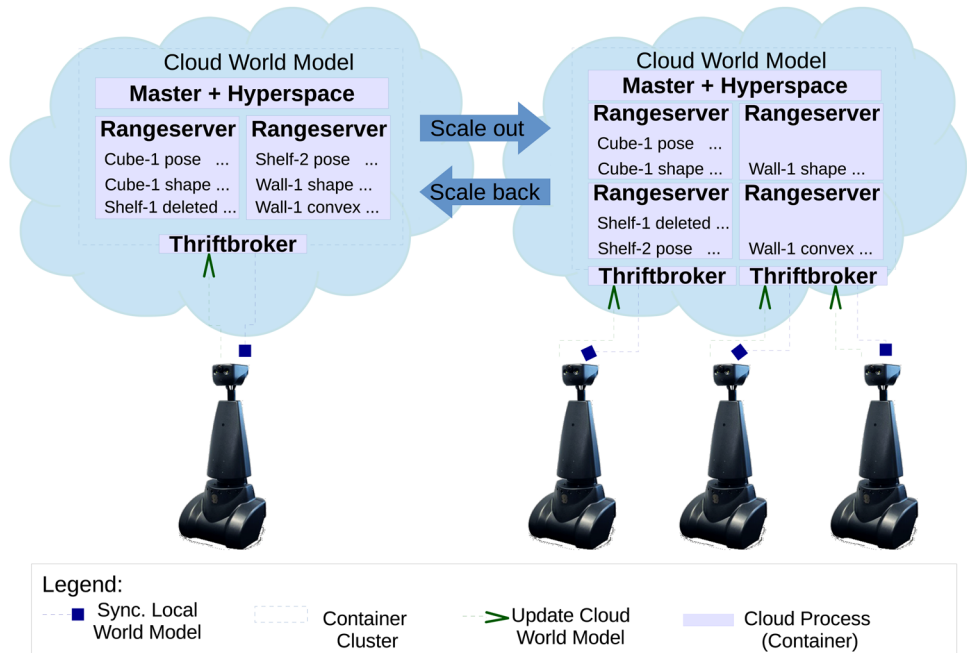 Cloud World Model
Master + Hyperspace
Rangeserver
Cube-1 pose ...
Cube-1 shape ...
Shelf-1 deleted ...
Rangeserver
Shelf-2 pose ...
Wall-1 shape ...
Wall-1 convex ...
Thriftbroker
Scale out
Scale back
Cloud World Model
Master + Hyperspace
Rangeserver
Cube-1 pose ...
Cube-1 shape ...
Rangeserver
Wall-1 shape ...
Rangeserver
Shelf-1 deleted ...
Shelf-2 pose ...
Rangeserver
Wall-1 convex ...
Thriftbroker
Thriftbroker
Legend:
Sync. Local
World Model
Container
Cluster
Update Cloud
World Model
Cloud Process
(Container)